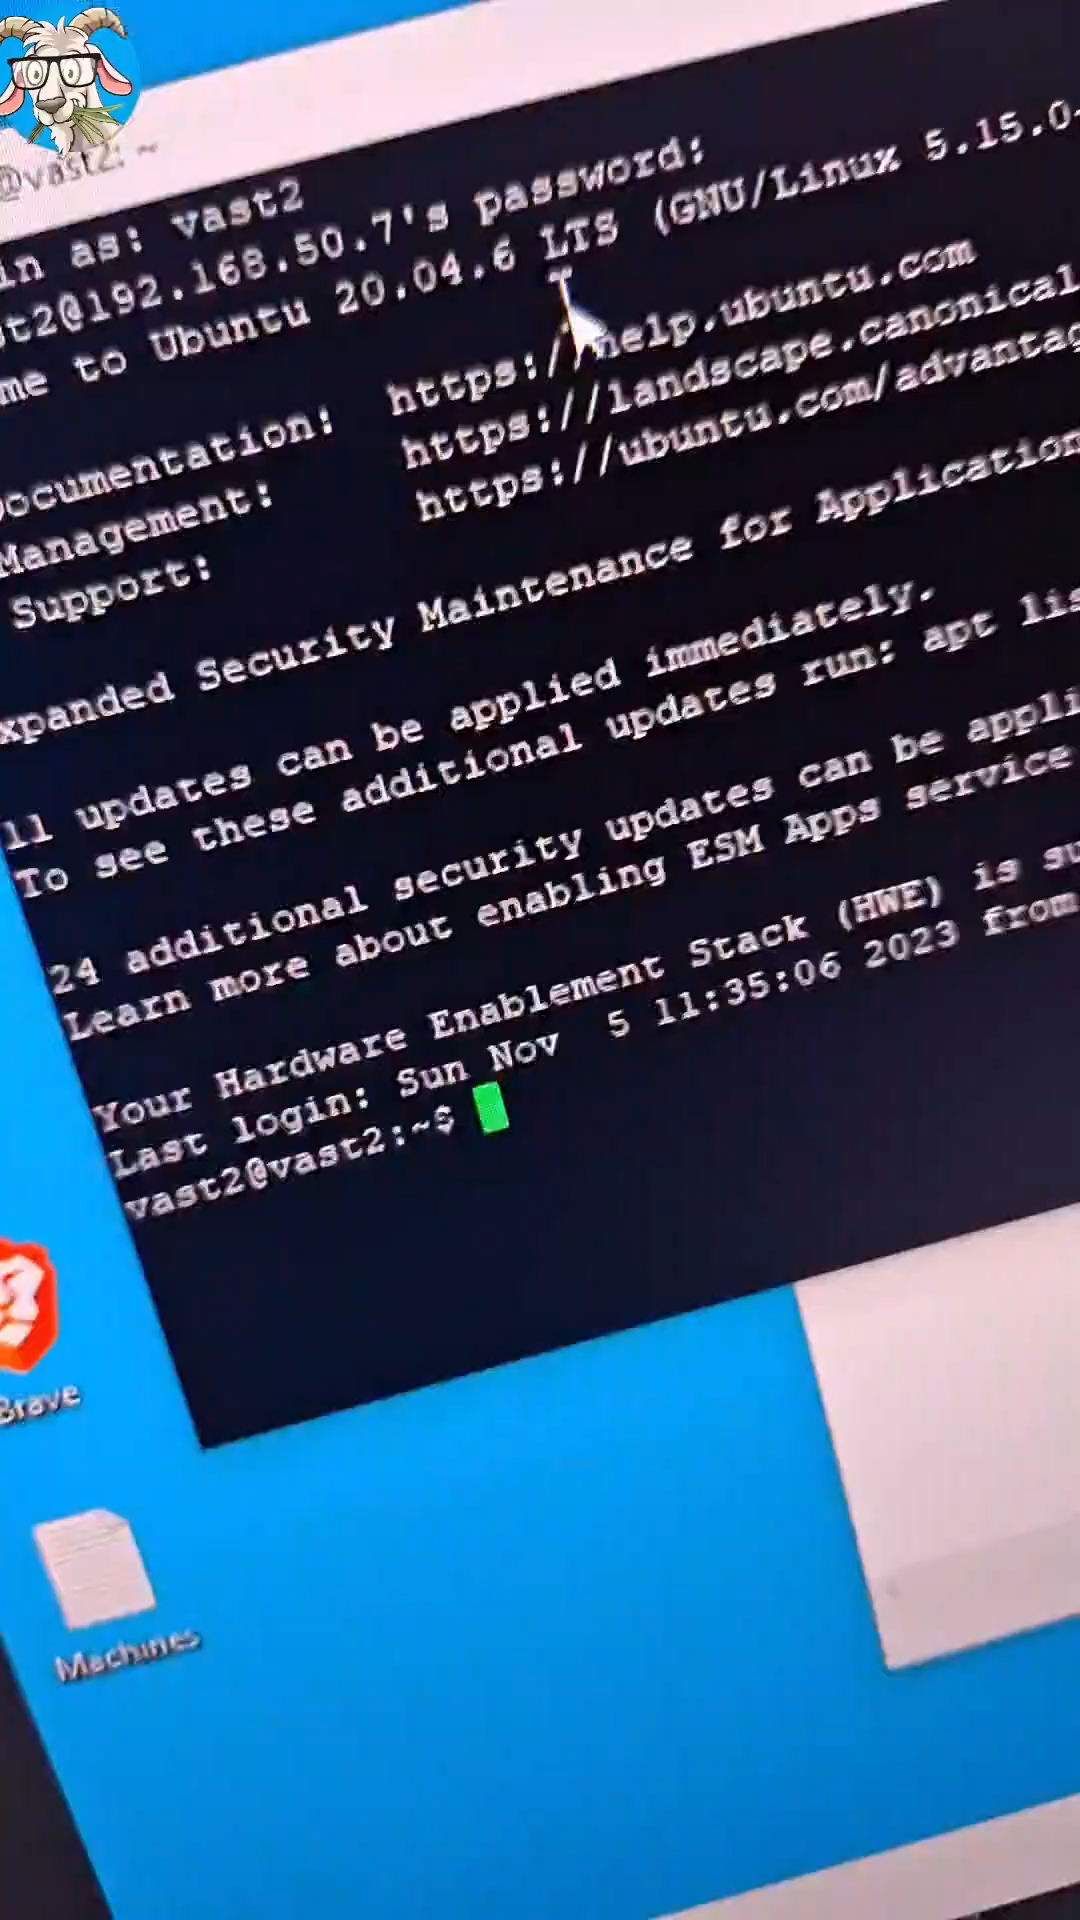 @vast2: ~
in as: vast2
st2@192.168.50.7's password:
me to Ubuntu 20.04.6 LTS (GNU/Linux 5.15.0-
Documentation: https://help.ubuntu.com
Management: https://landscape.canonical
Support: https://ubuntu.com/advantag
xpanded Security Maintenance for Application
11 updates can be applied immediately.
To see these additional updates run: apt lis
24 additional security updates can be appli
Learn more about enabling ESM Apps service
Your Hardware Enablement Stack (HWE) is su
Last login: Sun Nov  5 11:35:06 2023 from
vast2@vast2:~$
Brave
Machines